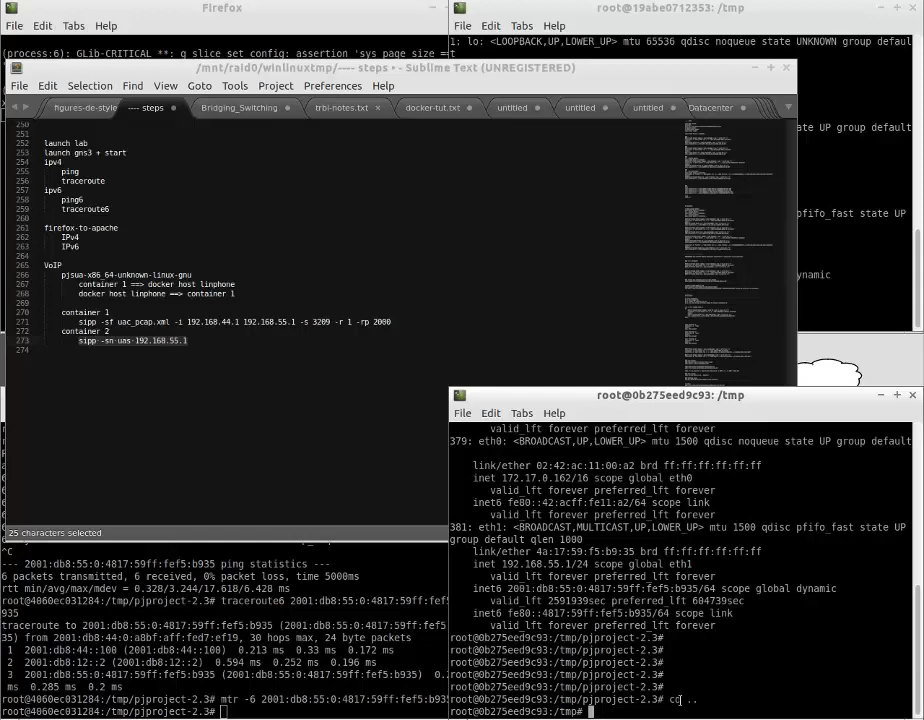 Firefox
File Edit Tabs Help
(process:6): GLib-CRITICAL **: g_slice_set_config: assertion 'sys_page_size ==
root@19abe0712353: /tmp
File Edit Tabs Help
1: lo: <LOOPBACK,UP,LOWER_UP> mtu 65536 qdisc noqueue state UNKNOWN group defaul
t
/mnt/raid0/winlinuxtmp/---- steps • - Sublime Text (UNREGISTERED)
File Edit Selection Find View Goto Tools Project Preferences Help
figures-de-style ---- steps Bridging_Switching trbl-notes.txt docker-tut.txt untitled untitled untitled Datacenter
ate UP group default
pfifo_fast state UP
ynamic
250
251
252 launch lab
253 launch gns3 + start
254 ipv4
255 ping
256 traceroute
257 ipv6
258 ping6
259 traceroute6
260
261 firefox-to-apache
262 IPv4
263 IPv6
264
265 VoIP
266 pjsua-x86_64-unknown-linux-gnu
267 container 1 ==> docker host linphone
268 docker host linphone ==> container 1
269
270 container 1
271 sipp -sf uac_pcap.xml -i 192.168.44.1 192.168.55.1 -s 3209 -r 1 -rp 2000
272 container 2
273 sipp -sn uas 192.168.55.1
274
25 characters selected
^C
--- 2001:db8:55:0:4817:59ff:fef5:b935 ping statistics ---
6 packets transmitted, 6 received, 0% packet loss, time 5000ms
rtt min/avg/max/mdev = 0.328/3.244/17.618/6.428 ms
root@4060ec031284:/tmp/pjproject-2.3# traceroute6 2001:db8:55:0:4817:59ff:fef5
935
traceroute to 2001:db8:55:0:4817:59ff:fef5:b935 (2001:db8:55:0:4817:59ff:fef5
35) from 2001:db8:44:0:a8bf:aff:fed7:ef19, 30 hops max, 24 byte packets
1 2001:db8:44::100 (2001:db8:44::100) 0.213 ms 0.33 ms 0.172 ms
2 2001:db8:12::2 (2001:db8:12::2) 0.594 ms 0.252 ms 0.196 ms
3 2001:db8:55:0:4817:59ff:fef5:b935 (2001:db8:55:0:4817:59ff:fef5:b935) 0.
ms 0.285 ms 0.2 ms
root@4060ec031284:/tmp/pjproject-2.3# mtr -6 2001:db8:55:0:4817:59ff:fef5:b935
root@4060ec031284:/tmp/pjproject-2.3#
root@0b275eed9c93: /tmp
File Edit Tabs Help
valid_lft forever preferred_lft forever
379: eth0: <BROADCAST,UP,LOWER_UP> mtu 1500 qdisc noqueue state UP group default
link/ether 02:42:ac:11:00:a2 brd ff:ff:ff:ff:ff:ff
inet 172.17.0.162/16 scope global eth0
valid_lft forever preferred_lft forever
inet6 fe80::42:acff:fe11:a2/64 scope link
valid_lft forever preferred_lft forever
381: eth1: <BROADCAST,MULTICAST,UP,LOWER_UP> mtu 1500 qdisc pfifo_fast state UP
group default qlen 1000
link/ether 4a:17:59:f5:b9:35 brd ff:ff:ff:ff:ff:ff
inet 192.168.55.1/24 scope global eth1
valid_lft forever preferred_lft forever
inet6 2001:db8:55:0:4817:59ff:fef5:b935/64 scope global dynamic
valid_lft 2591939sec preferred_lft 604739sec
inet6 fe80::4817:59ff:fef5:b935/64 scope link
valid_lft forever preferred_lft forever
root@0b275eed9c93:/tmp/pjproject-2.3#
root@0b275eed9c93:/tmp/pjproject-2.3#
root@0b275eed9c93:/tmp/pjproject-2.3#
root@0b275eed9c93:/tmp/pjproject-2.3#
root@0b275eed9c93:/tmp/pjproject-2.3#
root@0b275eed9c93:/tmp/pjproject-2.3# cd ..
root@0b275eed9c93:/tmp#